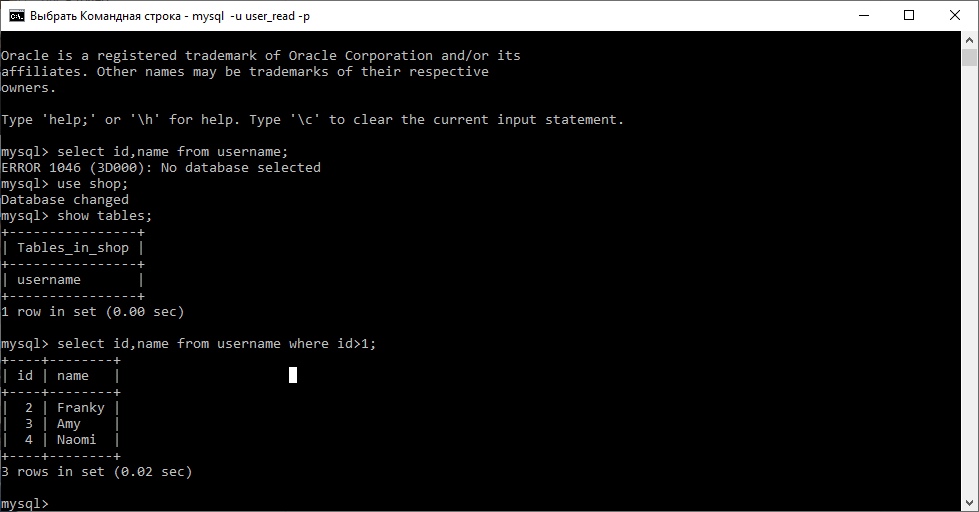 Выбрать Командная строка - mysql  -u user_read -p
Oracle is a registered trademark of Oracle Corporation and/or its
affiliates. Other names may be trademarks of their respective
owners.
Type 'help;' or '\h' for help. Type '\c' to clear the current input statement.
mysql> select id,name from username;
ERROR 1046 (3D000): No database selected
mysql> use shop;
Database changed
mysql> show tables;
+----------------+
| Tables_in_shop |
+----------------+
| username       |
+----------------+
1 row in set (0.00 sec)
mysql> select id,name from username where id>1;
+----+--------+
| id | name   |
+----+--------+
|  2 | Franky |
|  3 | Amy    |
|  4 | Naomi  |
+----+--------+
3 rows in set (0.02 sec)
mysql>